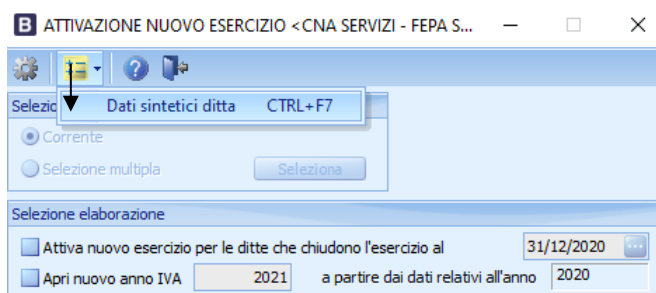 B ATTIVAZIONE NUOVO ESERCIZIO <CNA SERVIZI - FEPA S...
Dati sintetici ditta CTRL+F7
Selezio
Corrente
Selezione multipla Seleziona
Selezione elaborazione
Attiva nuovo esercizio per le ditte che chiudono l'esercizio al 31/12/2020 ...
Apri nuovo anno IVA 2021 a partire dai dati relativi all'anno 2020